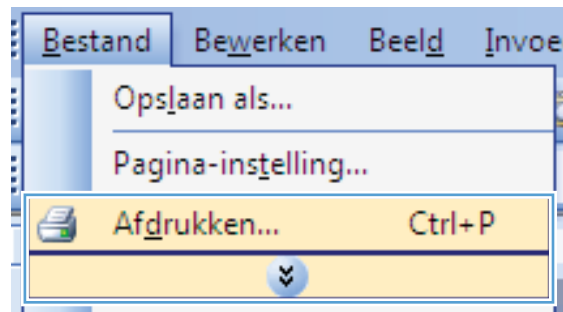 Bestand Bewerken Beeld Invoe
Opslaan als...
Pagina-instelling...
Afdrukken... Ctrl+P